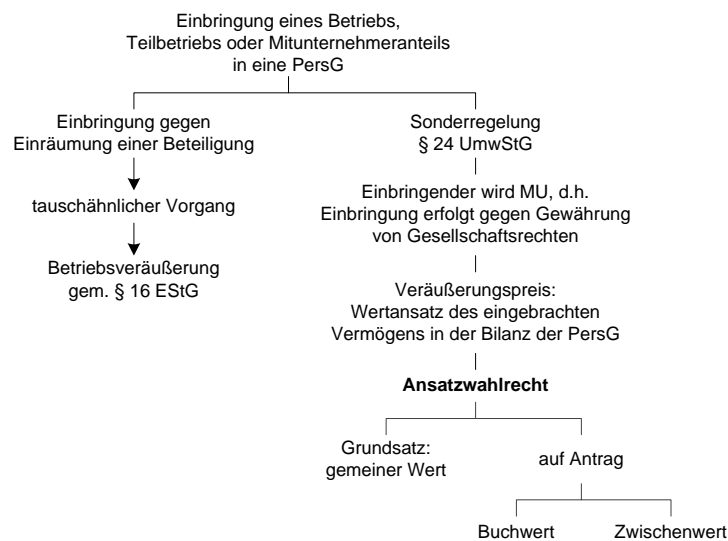 Einbringung eines Betriebs,
Teilbetriebs oder Mitunternehmeranteils
in eine PersG
Einbringung gegen
Einräumung einer Beteiligung
tauschähnlicher Vorgang
Betriebsveräußerung
gem. § 16 EStG
Sonderregelung
§ 24 UmwStG
Einbringender wird MU, d.h.
Einbringung erfolgt gegen Gewährung
von Gesellschaftsrechten
Veräußerungspreis:
Wertansatz des eingebrachten
Vermögens in der Bilanz der PersG
Ansatzwahlrecht
Grundsatz:
gemeiner Wert
auf Antrag
Buchwert
Zwischenwert